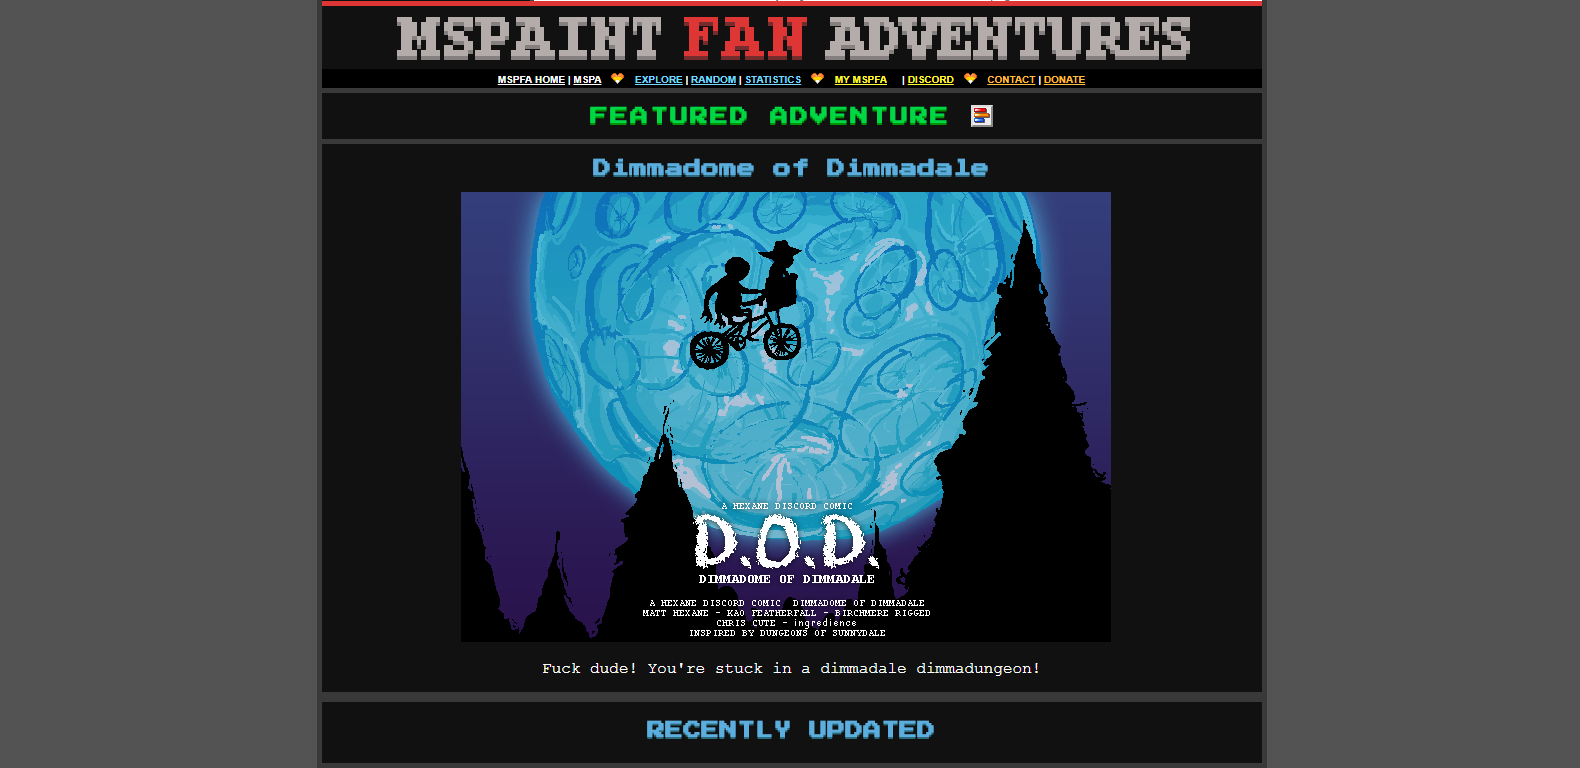 MSPAINT FAN ADVENTURES
MSPFA HOME | MSPA EXPLORE | RANDOM | STATISTICS MY MSPFA | DISCORD CONTACT | DONATE
FEATURED ADVENTURE
Dimmadome of Dimmadale
A HEXANE DISCORD COMIC
D.O.D.
DIMMADOME OF DIMMADALE
A HEXANE DISCORD COMIC DIMMADOME OF DIMMADALE
MATT HEXANE - KAO FEATHERFALL - BIRCHMERE RIGGED
CHRIS CUTE - ingredience
INSPIRED BY DUNGEONS OF SUNNYDALE
Fuck dude! You're stuck in a dimmadale dimmadungeon!
RECENTLY UPDATED